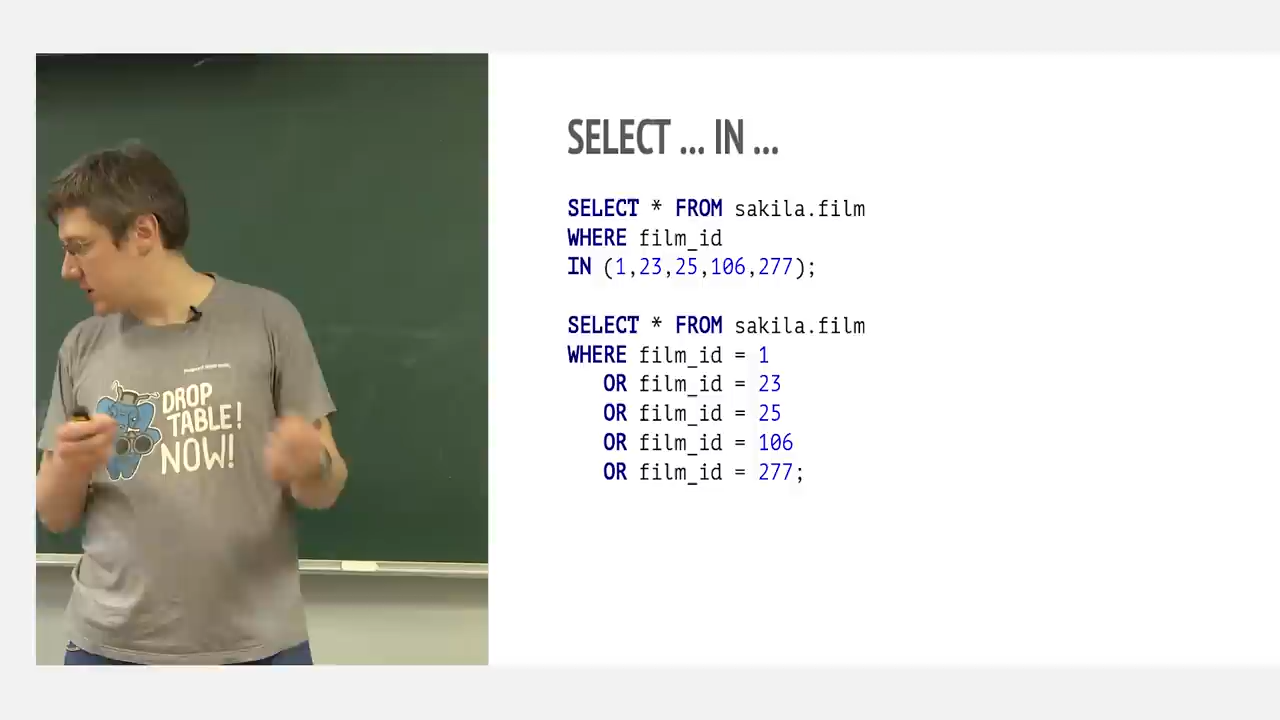 SELECT ... IN ...
SELECT * FROM sakila.film
WHERE film_id
IN (1,23,25,106,277);
SELECT * FROM sakila.film
WHERE film_id = 1
OR film_id = 23
OR film_id = 25
OR film_id = 106
OR film_id = 277;
DROP
TABLE!
NOW!